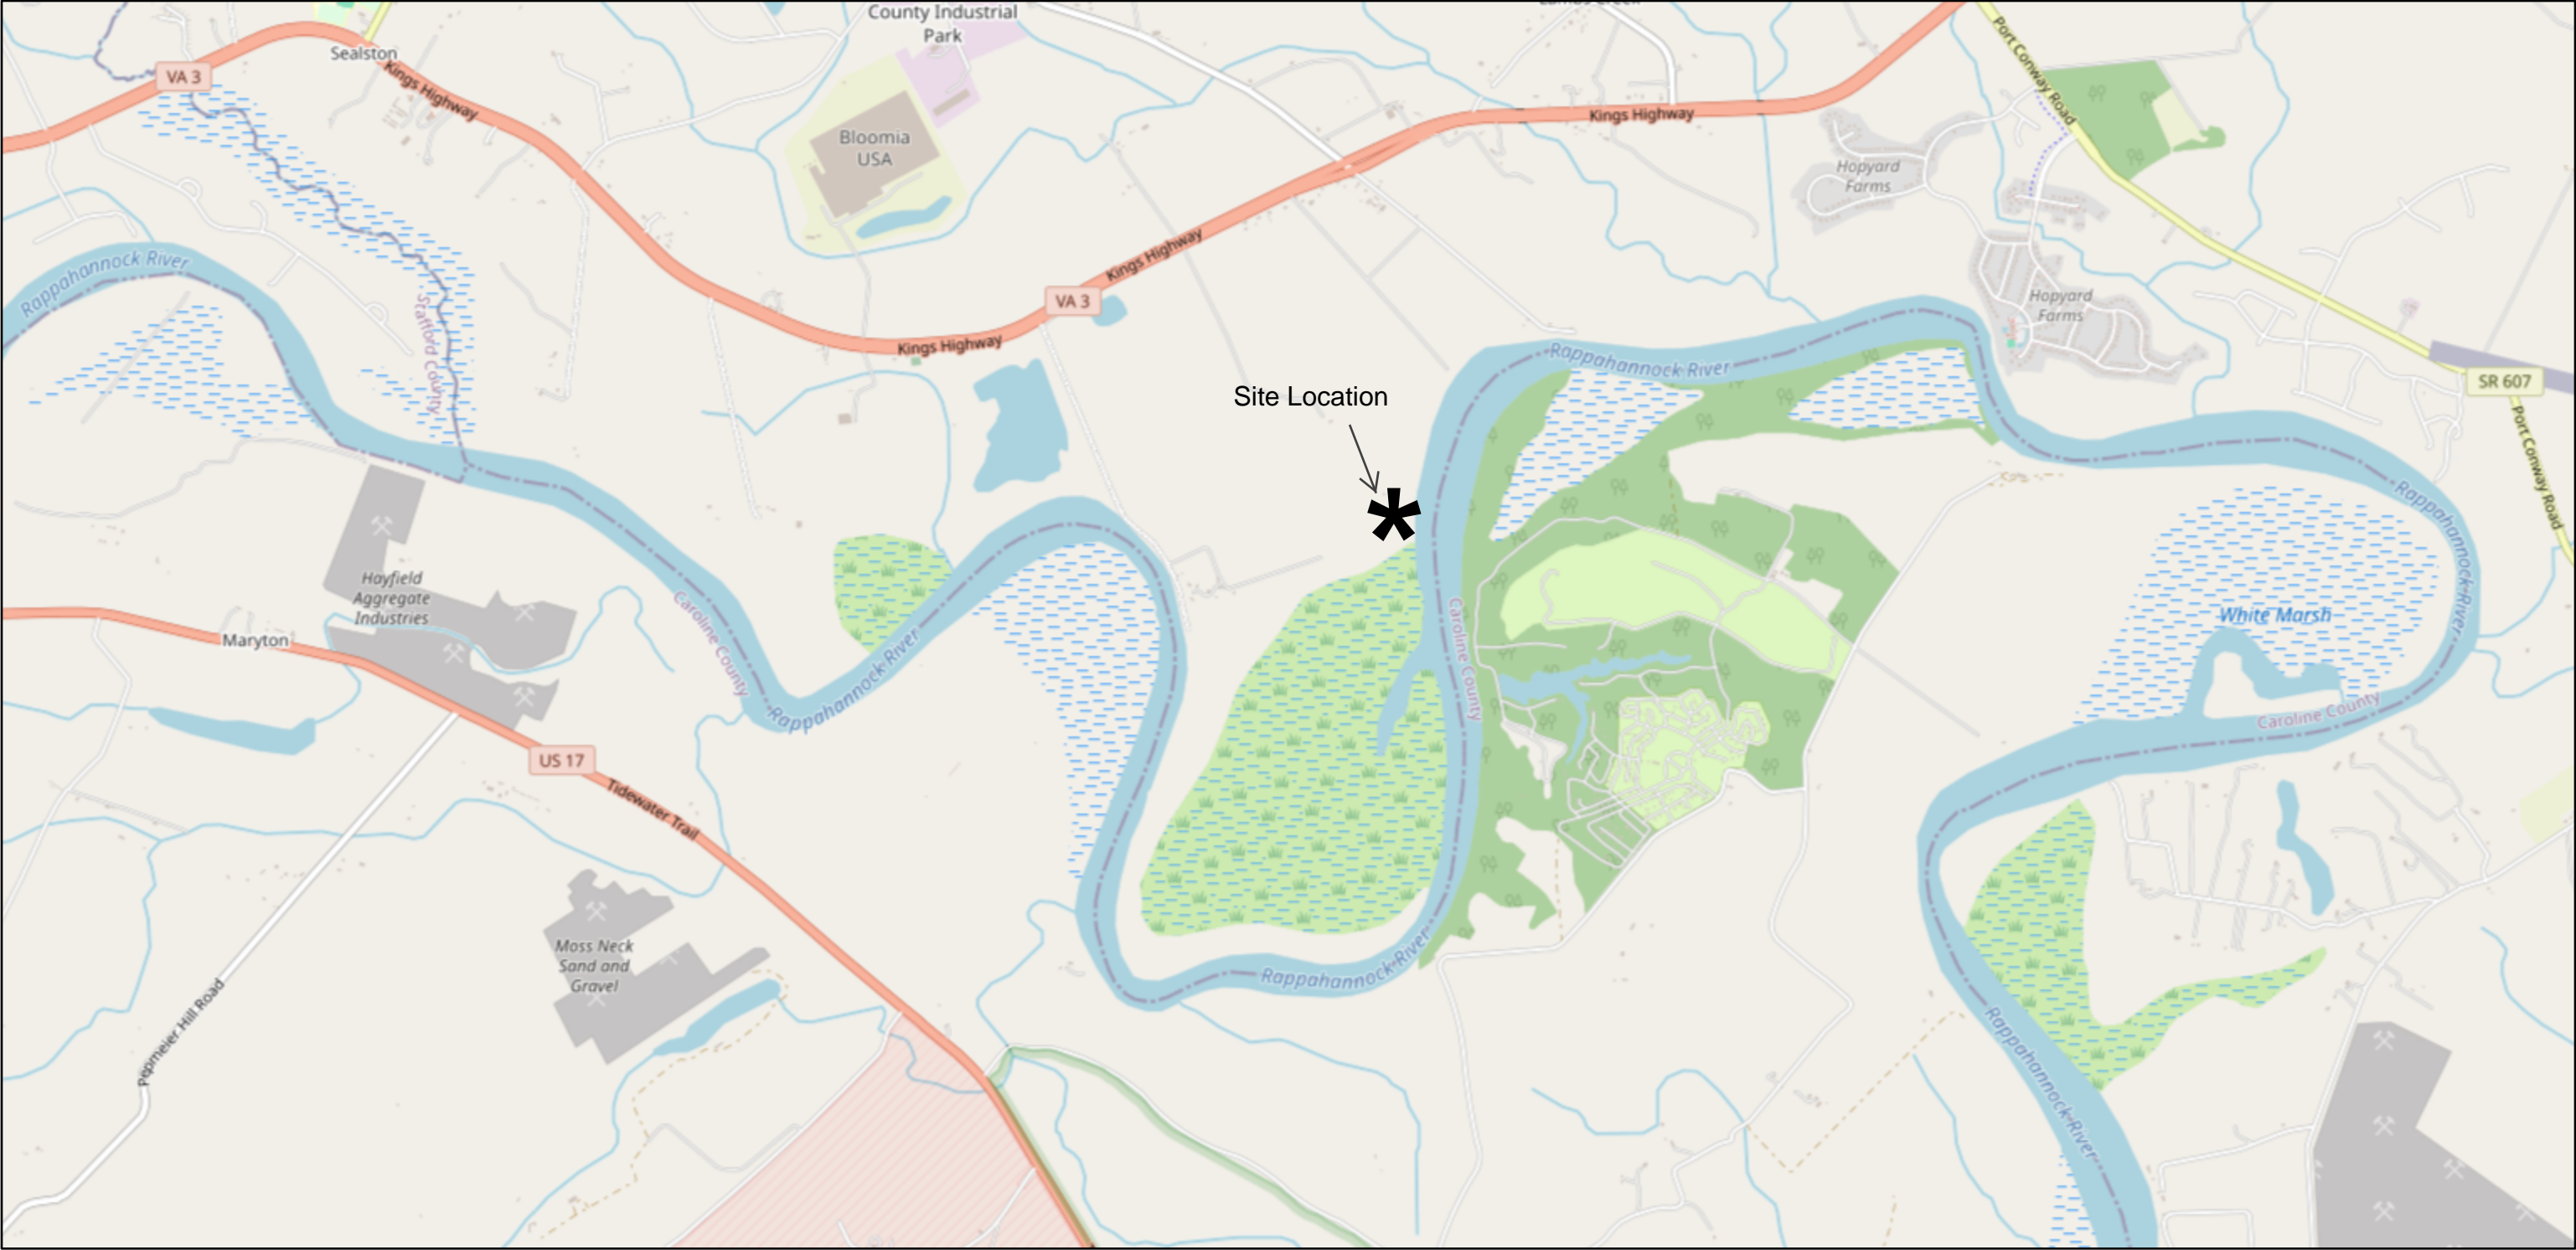 County Industrial
Park
Sealston
VA 3
Kings Highway
Bloomia
USA
Kings Highway
Port Conway Road
Hopyard
Farms
Rappahannock River
Stafford County
Kings Highway
VA 3
Kings Highway
Hopyard
Farms
Site Location
*
Rappahannock River
SR 607
Port Conway Road
Rappahannock River
Hayfield
Aggregate
Industries
Maryton
Caroline County
Rappahannock River
Caroline County
White Marsh
Caroline County
US 17
Tidewater Trail
Moss Neck
Sand and
Gravel
Rappahannock River
Pepmeier Hill Road
Rappahannock River